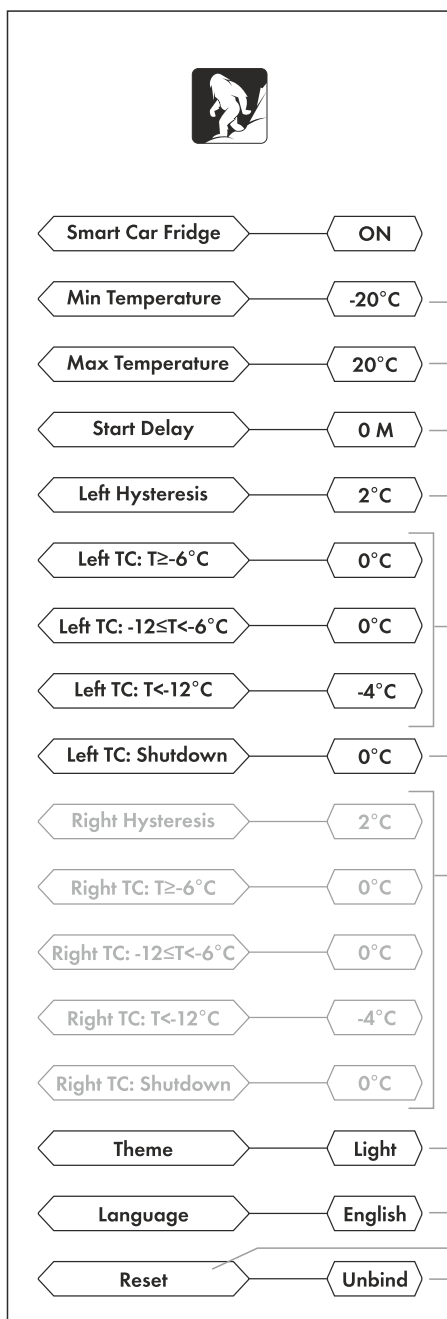 Smart Car Fridge ON
Min Temperature -20°C
Max Temperature 20°C
Start Delay 0 M
Left Hysteresis 2°C
Left TC: T≥-6°C 0°C
Left TC: -12≤T<-6°C 0°C
Left TC: T<-12°C -4°C
Left TC: Shutdown 0°C
Right Hysteresis 2°C
Right TC: T≥-6°C 0°C
Right TC: -12≤T<-6°C 0°C
Right TC: T<-12°C -4°C
Right TC: Shutdown 0°C
Theme Light
Language English
Reset Unbind